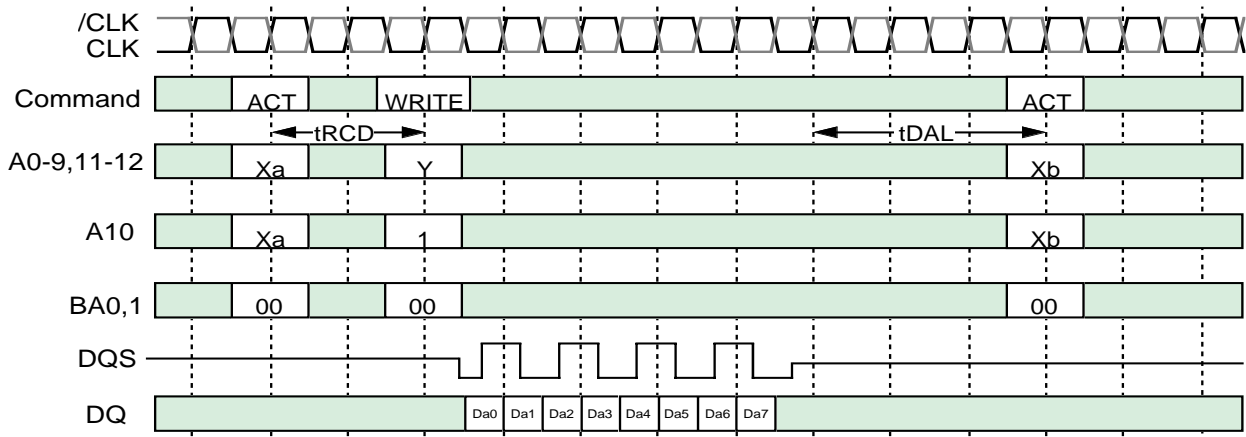 /CLK
CLK
Command ACT WRITE ACT
tRCD tDAL
A0-9,11-12 Xa Y Xb
A10 Xa 1 Xb
BA0,1 00 00 00
DQS
DQ Da0 Da1 Da2 Da3 Da4 Da5 Da6 Da7